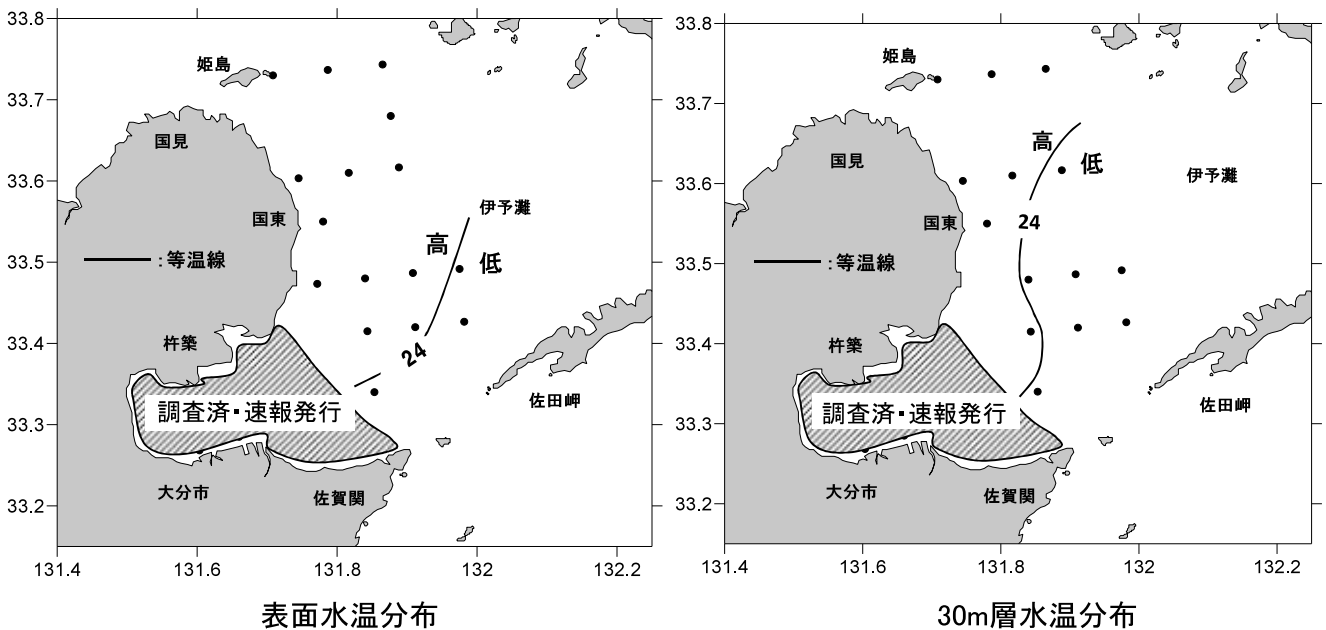 33.8
姫島
33.7
国見
33.6
伊予灘
国東
高
低
33.5
:等温線
33.4
杵築
24
佐田岬
調査済・速報発行
33.3
大分市
佐賀関
33.2
131.4
131.6
131.8
132
132.2
表面水温分布
33.8
姫島
33.7
高
国見
低
33.6
伊予灘
国東
24
33.5
:等温線
33.4
杵築
佐田岬
調査済・速報発行
33.3
大分市
佐賀関
33.2
131.4
131.6
131.8
132
132.2
30m層水温分布